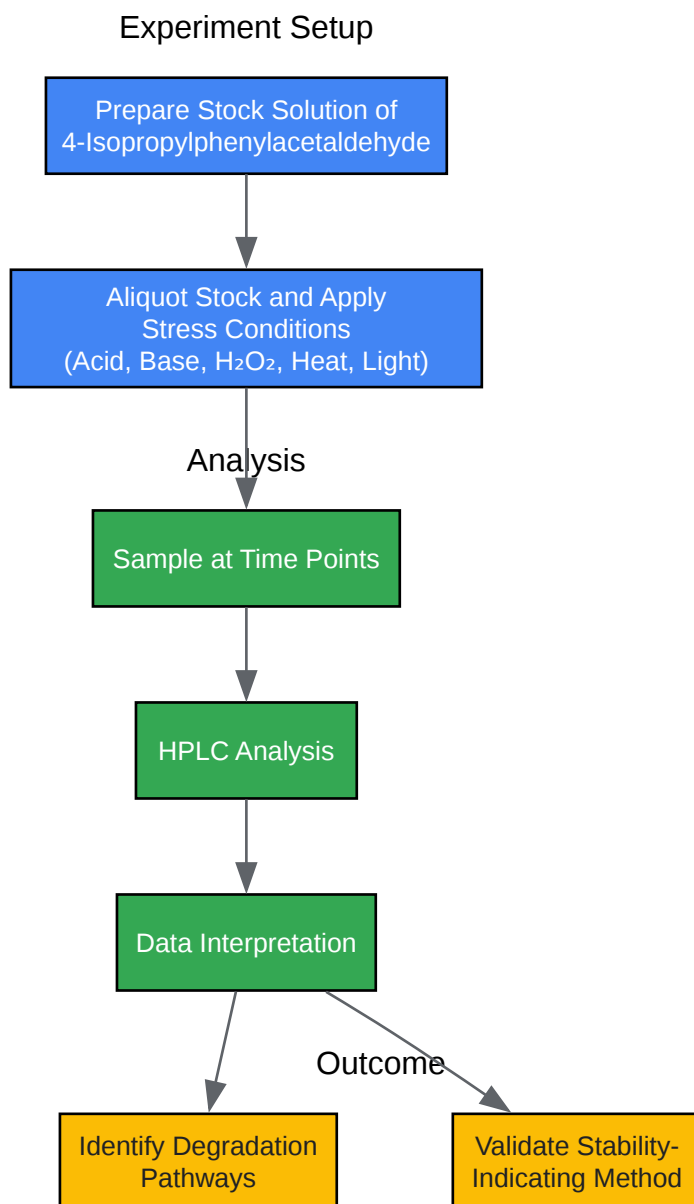 Experiment Setup
Prepare Stock Solution of
4-Isopropylphenylacetaldehyde
Aliquot Stock and Apply
Stress Conditions
(Acid, Base, H₂O₂, Heat, Light)
Analysis
Sample at Time Points
HPLC Analysis
Data Interpretation
Outcome
Identify Degradation
Pathways
Validate Stability-
Indicating Method